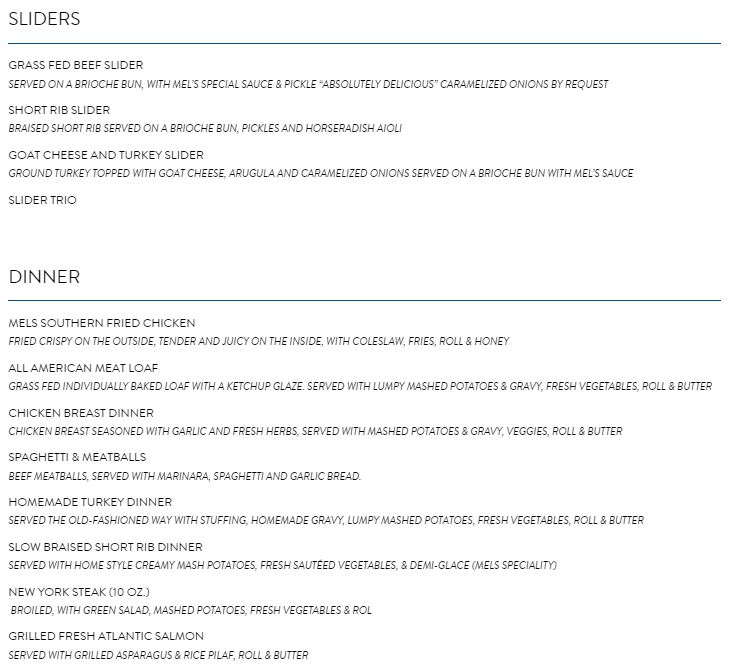 SLIDERS
GRASS FED BEEF SLIDER
SERVED ON A BRIOCHE BUN, WITH MEL'S SPECIAL SAUCE & PICKLE “ABSOLUTELY DELICIOUS” CARAMELIZED ONIONS BY REQUEST
SHORT RIB SLIDER
BRAISED SHORT RIB SERVED ON A BRIOCHE BUN, PICKLES AND HORSERADISH AIOLI
GOAT CHEESE AND TURKEY SLIDER
GROUND TURKEY TOPPED WITH GOAT CHEESE, ARUGULA AND CARAMELIZED ONIONS SERVED ON A BRIOCHE BUN WITH MEL'S SAUCE
SLIDER TRIO
DINNER
MELS SOUTHERN FRIED CHICKEN
FRIED CRISPY ON THE OUTSIDE, TENDER AND JUICY ON THE INSIDE, WITH COLESLAW, FRIES, ROLL & HONEY
ALL AMERICAN MEAT LOAF
GRASS FED INDIVIDUALLY BAKED LOAF WITH A KETCHUP GLAZE. SERVED WITH LUMPY MASHED POTATOES & GRAVY, FRESH VEGETABLES, ROLL & BUTTER
CHICKEN BREAST DINNER
CHICKEN BREAST SEASONED WITH GARLIC AND FRESH HERBS, SERVED WITH MASHED POTATOES & GRAVY, VEGGIES, ROLL & BUTTER
SPAGHETTI & MEATBALLS
BEEF MEATBALLS, SERVED WITH MARINARA, SPAGHETTI AND GARLIC BREAD.
HOMEMADE TURKEY DINNER
SERVED THE OLD-FASHIONED WAY WITH STUFFING, HOMEMADE GRAVY, LUMPY MASHED POTATOES, FRESH VEGETABLES, ROLL & BUTTER
SLOW BRAISED SHORT RIB DINNER
SERVED WITH HOME STYLE CREAMY MASH POTATOES, FRESH SAUTÉED VEGETABLES, & DEMI-GLACE (MELS SPECIALITY)
NEW YORK STEAK (10 OZ.)
BROILED, WITH GREEN SALAD, MASHED POTATOES, FRESH VEGETABLES & ROL
GRILLED FRESH ATLANTIC SALMON
SERVED WITH GRILLED ASPARAGUS & RICE PILAF, ROLL & BUTTER